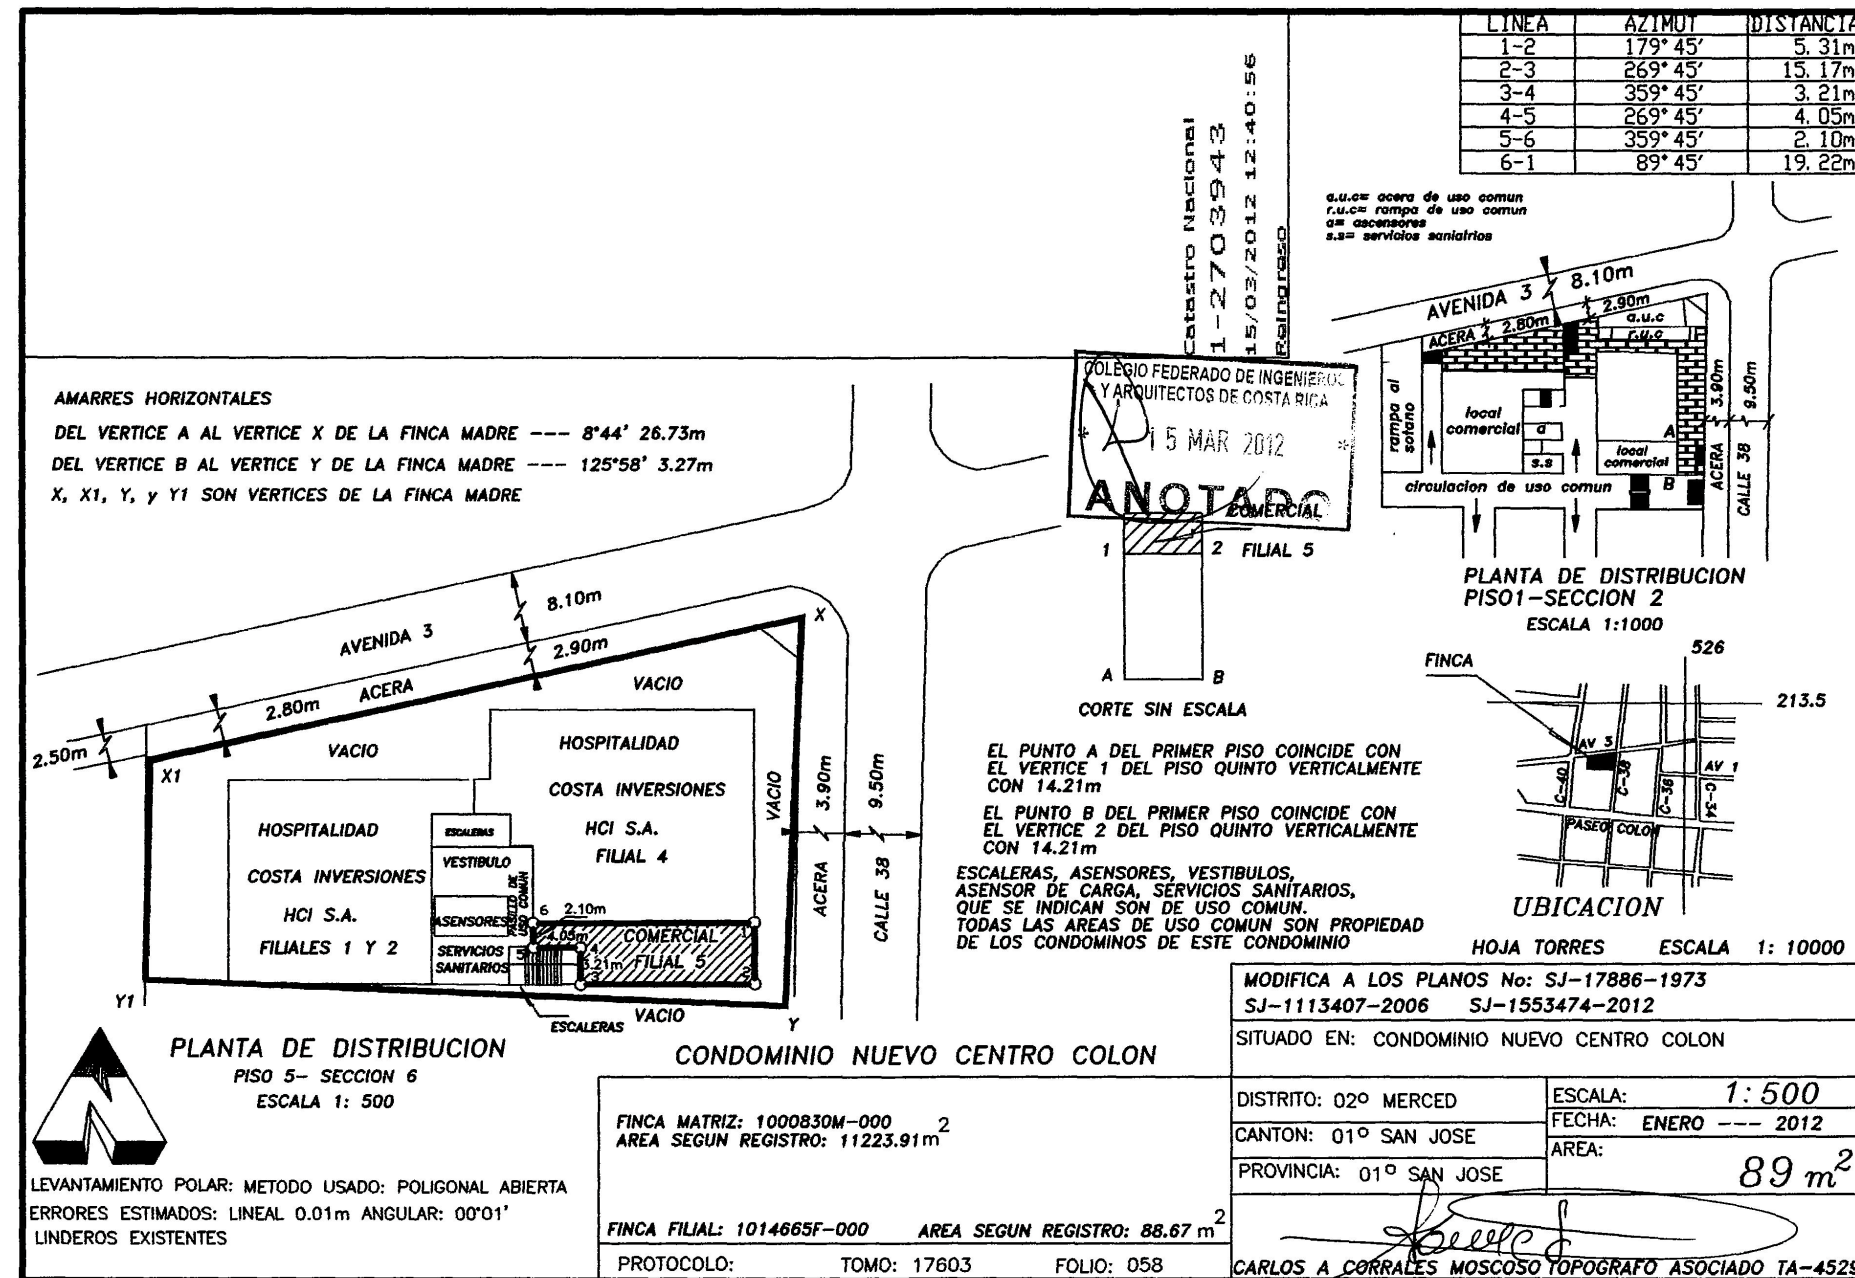 LINEA AZIMUT DISTANCIA
1-2 179°45' 5.31m
2-3 269°45' 15.17m
3-4 359°45' 3.21m
4-5 269°45' 4.05m
5-6 359°45' 2.10m
6-1 89°45' 19.22m
Catastro Nacional
1-2703943
15/03/2012 12:40:56
Reingreso
a.u.c= acera de uso comun
r.u.c= rampa de uso comun
a= ascensores
s.s= servicios saniatrios
AVENIDA 3
8.10m
2.90m
ACERA
2.80m
a.u.c
r.u.c
rampa al
sotano
local
comercial
a
s.s
A
local
comercial
B
circulacion de uso comun
3.90m
9.50m
ACERA
CALLE 38
PLANTA DE DISTRIBUCION
PISO1-SECCION 2
ESCALA 1:1000
COLEGIO FEDERADO DE INGENIEROS
Y ARQUITECTOS DE COSTA RICA
* 15 MAR 2012 *
ANOTADO
COMERCIAL
1 2 FILIAL 5
A B
CORTE SIN ESCALA
AMARRES HORIZONTALES
DEL VERTICE A AL VERTICE X DE LA FINCA MADRE --- 8°44' 26.73m
DEL VERTICE B AL VERTICE Y DE LA FINCA MADRE --- 125°58' 3.27m
X, X1, Y, y Y1 SON VERTICES DE LA FINCA MADRE
8.10m
AVENIDA 3
2.90m
X
ACERA
2.80m
VACIO
2.50m
VACIO
X1
HOSPITALIDAD
COSTA INVERSIONES
HCI S.A.
FILIAL 4
VACIO
3.90m
9.50m
ACERA
CALLE 38
HOSPITALIDAD
COSTA INVERSIONES
HCI S.A.
FILIALES 1 Y 2
ESCALERAS
VESTIBULO
PASILLO DE
USO COMUN
ASENSORES
SERVICIOS
SANITARIOS
6 2.10m
1
4.05m
4
5
3.21m
3
2
COMERCIAL
FILIAL 5
Y1
ESCALERAS
VACIO
Y
EL PUNTO A DEL PRIMER PISO COINCIDE CON
EL VERTICE 1 DEL PISO QUINTO VERTICALMENTE
CON 14.21m
EL PUNTO B DEL PRIMER PISO COINCIDE CON
EL VERTICE 2 DEL PISO QUINTO VERTICALMENTE
CON 14.21m
ESCALERAS, ASENSORES, VESTIBULOS,
ASENSOR DE CARGA, SERVICIOS SANITARIOS,
QUE SE INDICAN SON DE USO COMUN.
TODAS LAS AREAS DE USO COMUN SON PROPIEDAD
DE LOS CONDOMINOS DE ESTE CONDOMINIO
FINCA
526
213.5
AV 3
AV 1
C-40
C-38
C-36
C-34
PASEO COLON
UBICACION
HOJA TORRES ESCALA 1: 10000
PLANTA DE DISTRIBUCION
PISO 5- SECCION 6
ESCALA 1: 500
N
LEVANTAMIENTO POLAR: METODO USADO: POLIGONAL ABIERTA
ERRORES ESTIMADOS: LINEAL 0.01m ANGULAR: 00°01'
LINDEROS EXISTENTES
CONDOMINIO NUEVO CENTRO COLON
FINCA MATRIZ: 1000830M-000
AREA SEGUN REGISTRO: 11223.91m2
FINCA FILIAL: 1014665F-000 AREA SEGUN REGISTRO: 88.67 m2
PROTOCOLO: TOMO: 17603 FOLIO: 058
MODIFICA A LOS PLANOS No: SJ-17886-1973
SJ-1113407-2006 SJ-1553474-2012
SITUADO EN: CONDOMINIO NUEVO CENTRO COLON
DISTRITO: 02º MERCED
CANTON: 01º SAN JOSE
PROVINCIA: 01º SAN JOSE
ESCALA: 1:500
FECHA: ENERO --- 2012
AREA: 89 m2
CARLOS A CORRALES MOSCOSO TOPOGRAFO ASOCIADO TA-4529